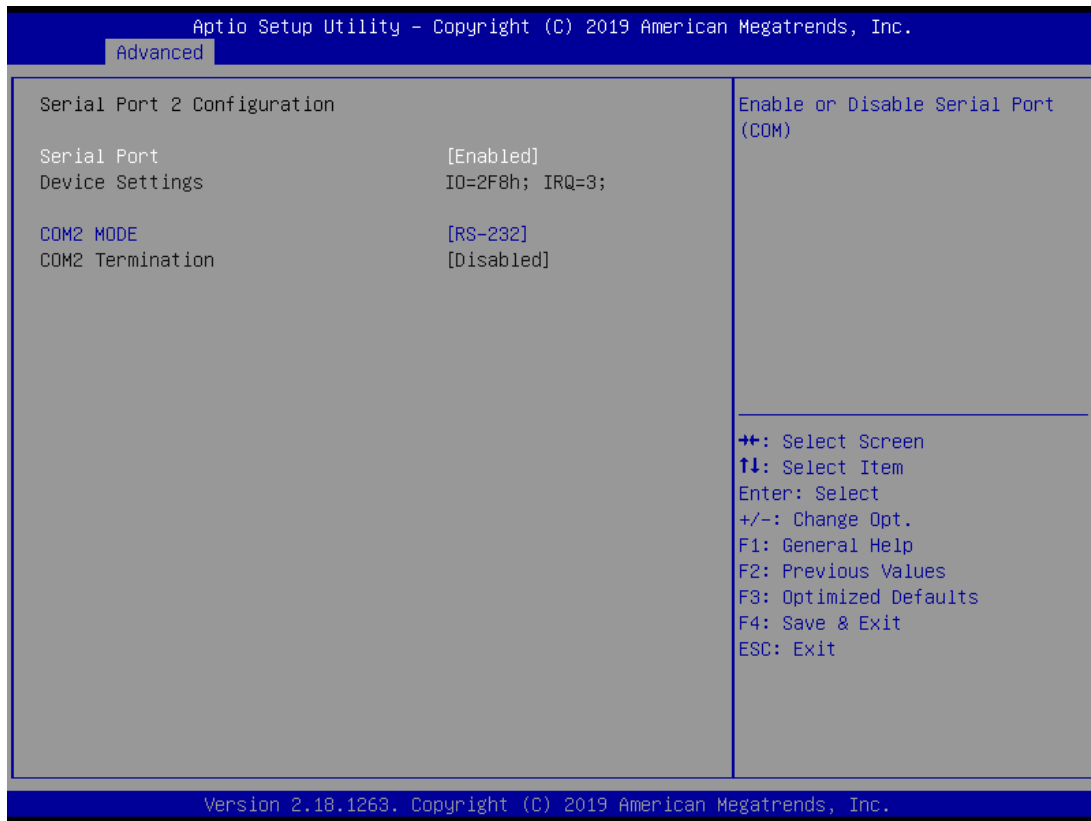 Aptio Setup Utility – Copyright (C) 2019 American Megatrends, Inc.
Advanced
Serial Port 2 Configuration
Serial Port [Enabled]
Device Settings IO=2F8h; IRQ=3;
COM2 MODE [RS-232]
COM2 Termination [Disabled]
Enable or Disable Serial Port
(COM)
→←: Select Screen
↑↓: Select Item
Enter: Select
+/-: Change Opt.
F1: General Help
F2: Previous Values
F3: Optimized Defaults
F4: Save & Exit
ESC: Exit
Version 2.18.1263. Copyright (C) 2019 American Megatrends, Inc.